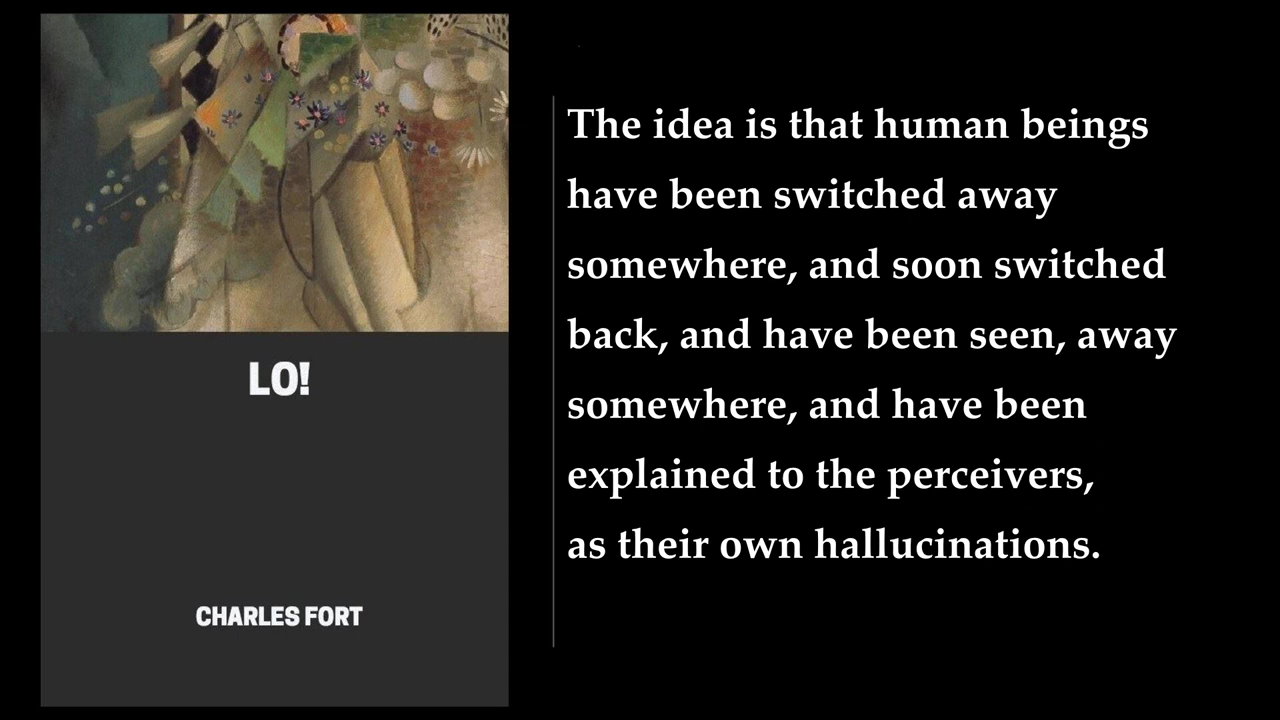 LO!
CHARLES FORT
The idea is that human beings
have been switched away
somewhere, and soon switched
back, and have been seen, away
somewhere, and have been
explained to the perceivers,
as their own hallucinations.